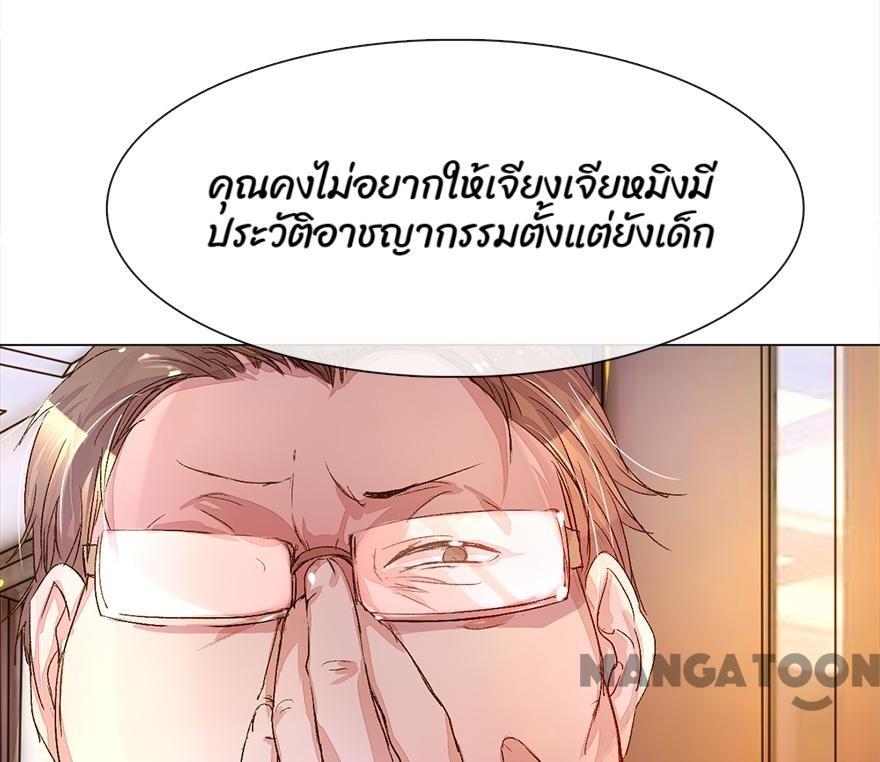 คุณคงไม่อยากให้เจียงเจียหมิงมี
ประวัติอาชญากรรมตั้งแต่ยังเด็ก
MANGATOON